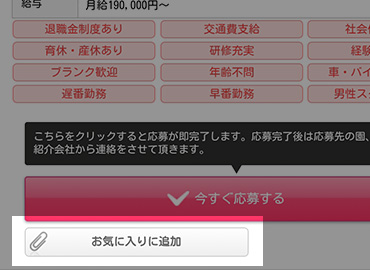 給与 月給190,000円～
退職金制度あり 交通費支給 社会
育休・産休あり 研修充実 経験
ブランク歓迎 年齢不問 車・バイ
遅番勤務 早番勤務 男性ス
こちらをクリックすると応募が即完了します。応募完了後は応募先の園、
紹介会社から連絡をさせて頂きます。
今すぐ応募する
お気に入りに追加